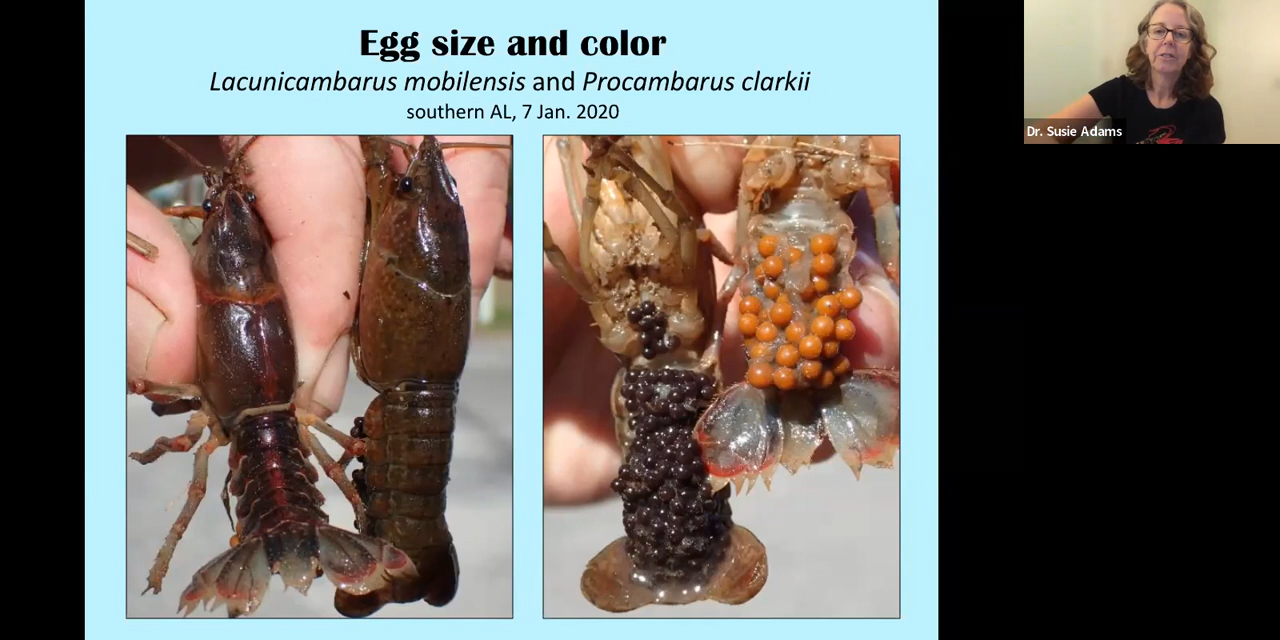 Egg size and color
Lacunicambarus mobilensis and Procambarus clarkii
southern AL, 7 Jan. 2020
Dr. Susie Adams